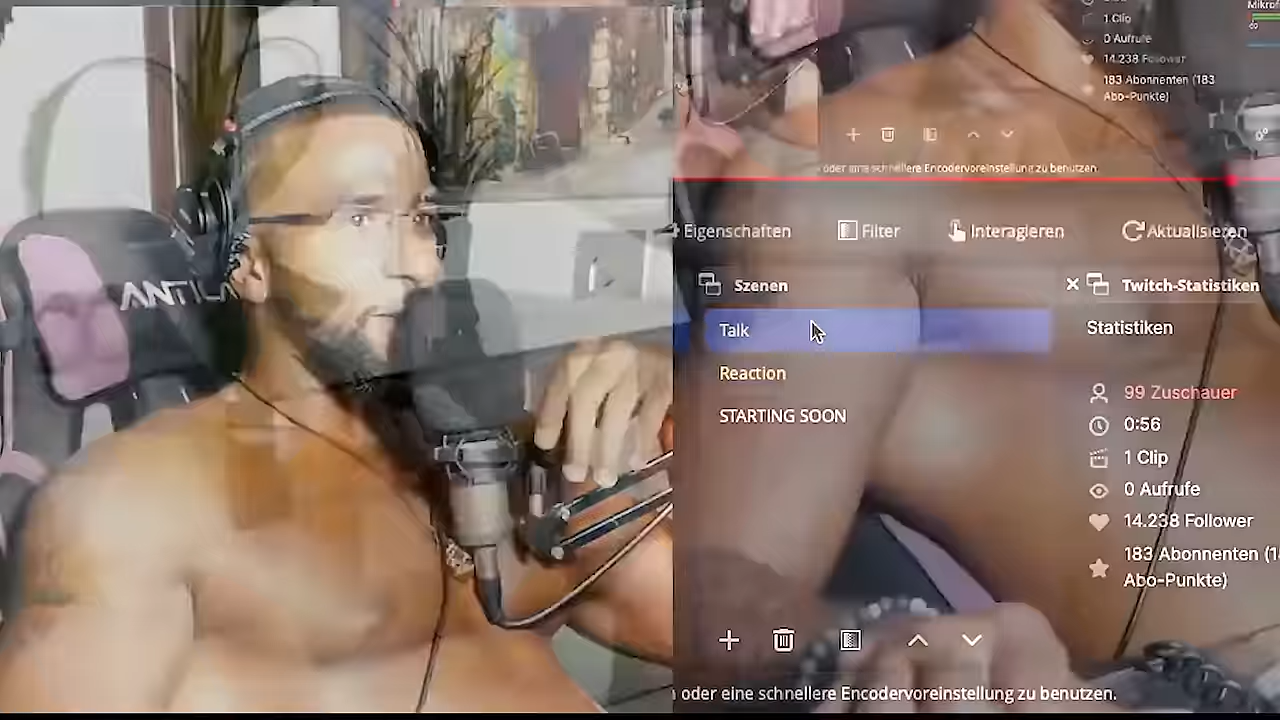 1 Clip
0 Aufrufe
14.238 Follower
183 Abonnenten (183
Abo-Punkte)
oder eine schnellere Encodervoreinstellung zu benutzen.
Eigenschaften
Filter
Interagieren
Aktualisieren
Szenen
Twitch-Statistiken
Talk
Statistiken
Reaction
99 Zuschauer
STARTING SOON
0:56
1 Clip
0 Aufrufe
14.238 Follower
183 Abonnenten (1
Abo-Punkte)
oder eine schnellere Encodervoreinstellung zu benutzen.